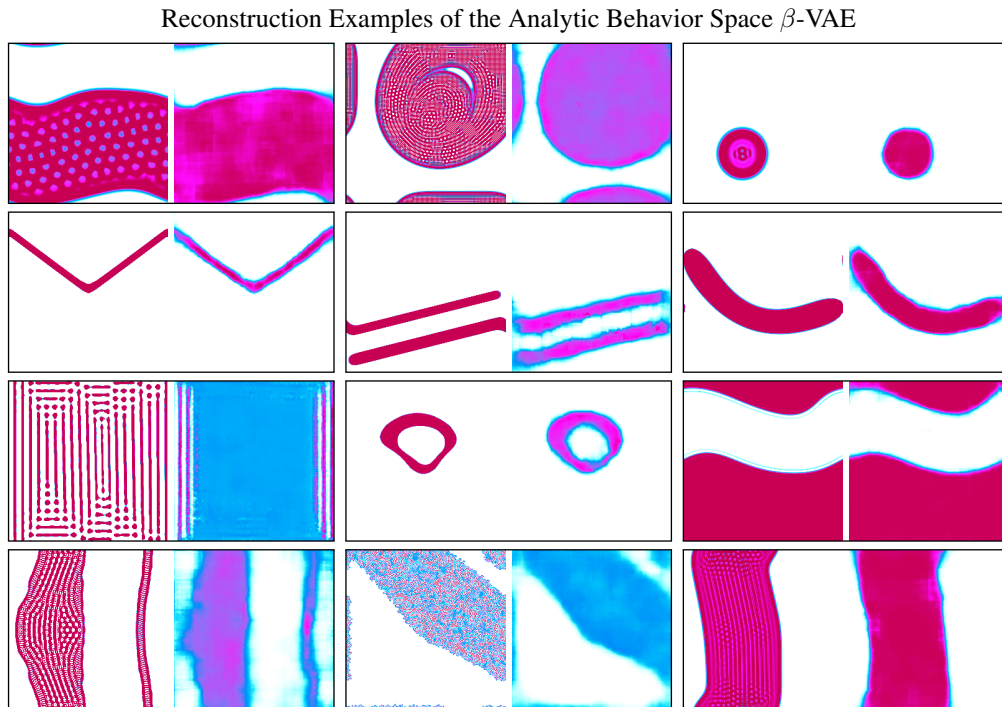 Reconstruction Examples of the Analytic Behavior Space β-VAE